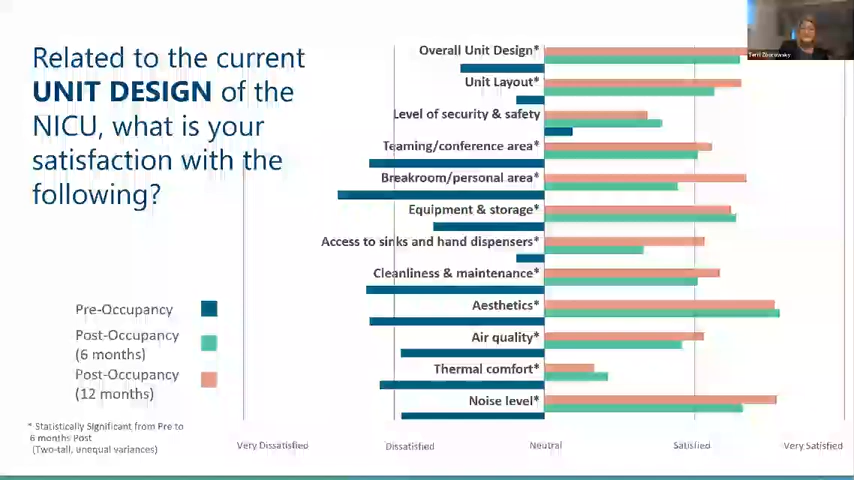 Related to the current
UNIT DESIGN of the
NICU, what is your
satisfaction with the
following?
Overall Unit Design*
Unit Layout*
Level of security & safety
Teaming/conference area*
Breakroom/personal area*
Equipment & storage*
Access to sinks and hand dispensers*
Cleanliness & maintenance*
Aesthetics*
Air quality*
Thermal comfort*
Noise level*
Pre-Occupancy
Post-Occupancy
(6 months)
Post-Occupancy
(12 months)
* Statistically Significant from Pre to
6 months Post
(Two-tail, unequal variances)
Very Dissatisfied
Dissatisfied
Neutral
Satisfied
Very Satisfied
Terri Zborowsky